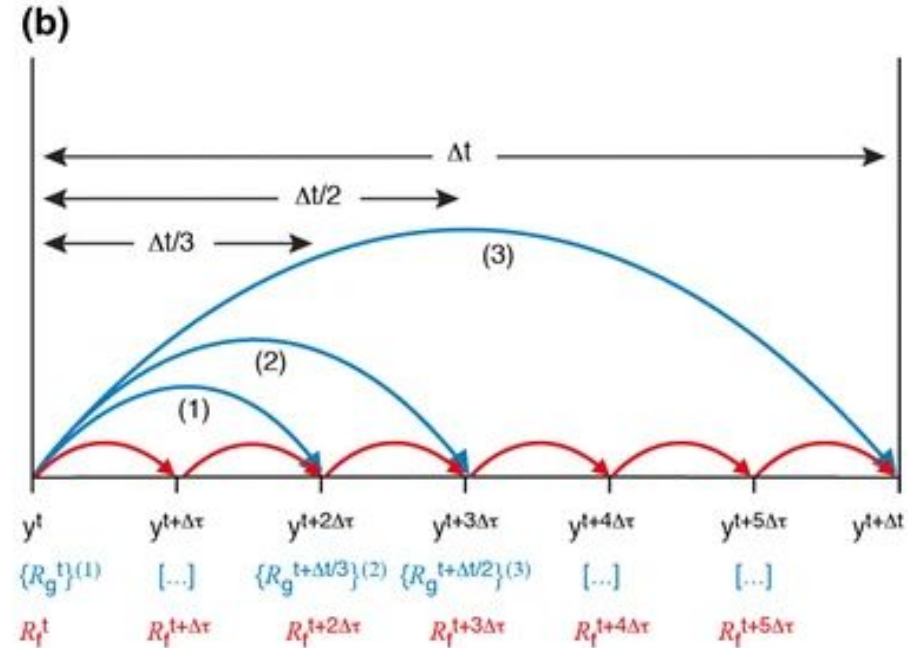 (b)
Δt
Δt/2
Δt/3
(3)
(2)
(1)
y^t y^{t+Δτ} y^{t+2Δτ} y^{t+3Δτ} y^{t+4Δτ} y^{t+5Δτ} y^{t+Δt}
{R_g^t}^(1) [...] {R_g^{t+Δt/3}}^(2) {R_g^{t+Δt/2}}^(3) [...] [...]
R_f^t R_f^{t+Δτ} R_f^{t+2Δτ} R_f^{t+3Δτ} R_f^{t+4Δτ} R_f^{t+5Δτ}